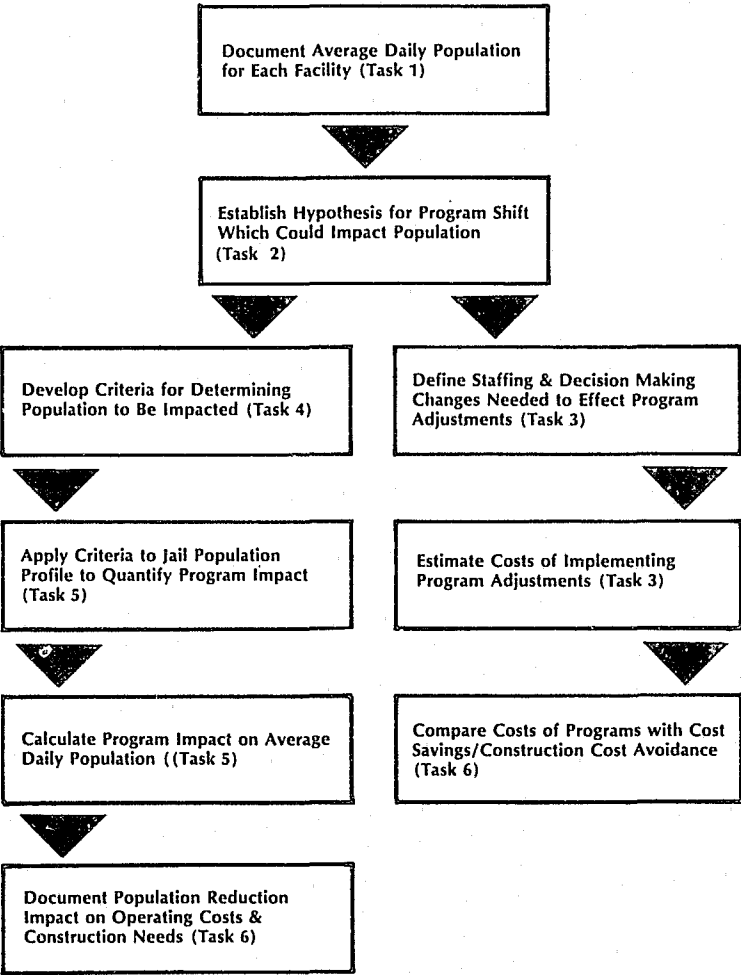 Document Average Daily Population
for Each Facility (Task 1)
Establish Hypothesis for Program Shift
Which Could Impact Population
(Task 2)
Develop Criteria for Determining
Population to Be Impacted (Task 4)
Define Staffing & Decision Making
Changes Needed to Effect Program
Adjustments (Task 3)
Apply Criteria to Jail Population
Profile to Quantify Program Impact
(Task 5)
Estimate Costs of Implementing
Program Adjustments (Task 3)
Calculate Program Impact on Average
Daily Population ((Task 5)
Compare Costs of Programs with Cost
Savings/Construction Cost Avoidance
(Task 6)
Document Population Reduction
Impact on Operating Costs &
Construction Needs (Task 6)